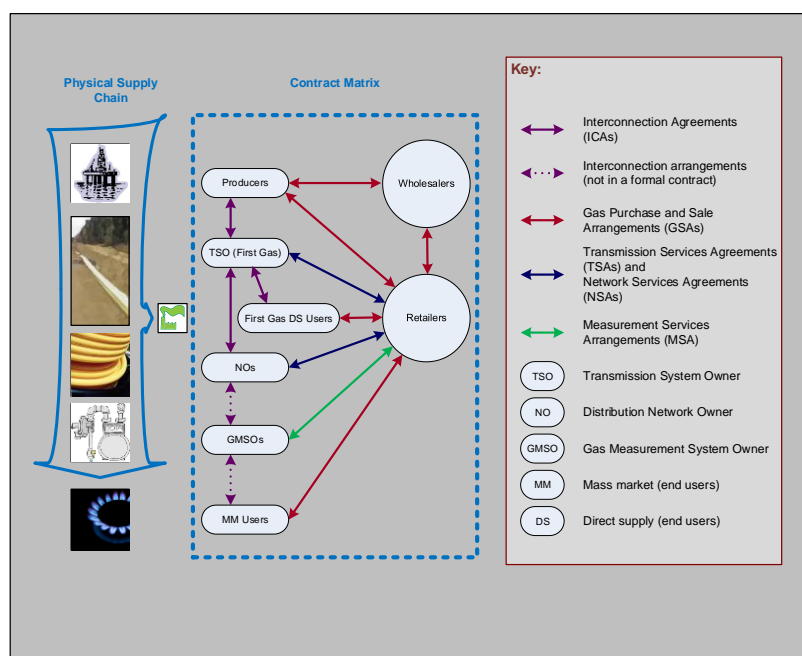 Physical Supply
Chain
Contract Matrix
Producers
Wholesalers
TSO (First Gas)
First Gas DS Users
Retailers
NOs
GMSOs
MM Users
Key:
Interconnection Agreements
(ICAs)
Interconnection arrangements
(not in a formal contract)
Gas Purchase and Sale
Arrangements (GSAs)
Transmission Services Agreements
(TSAs) and
Network Services Agreements
(NSAs)
Measurement Services
Arrangements (MSA)
TSO Transmission System Owner
NO Distribution Network Owner
GMSO Gas Measurement System Owner
MM Mass market (end users)
DS Direct supply (end users)